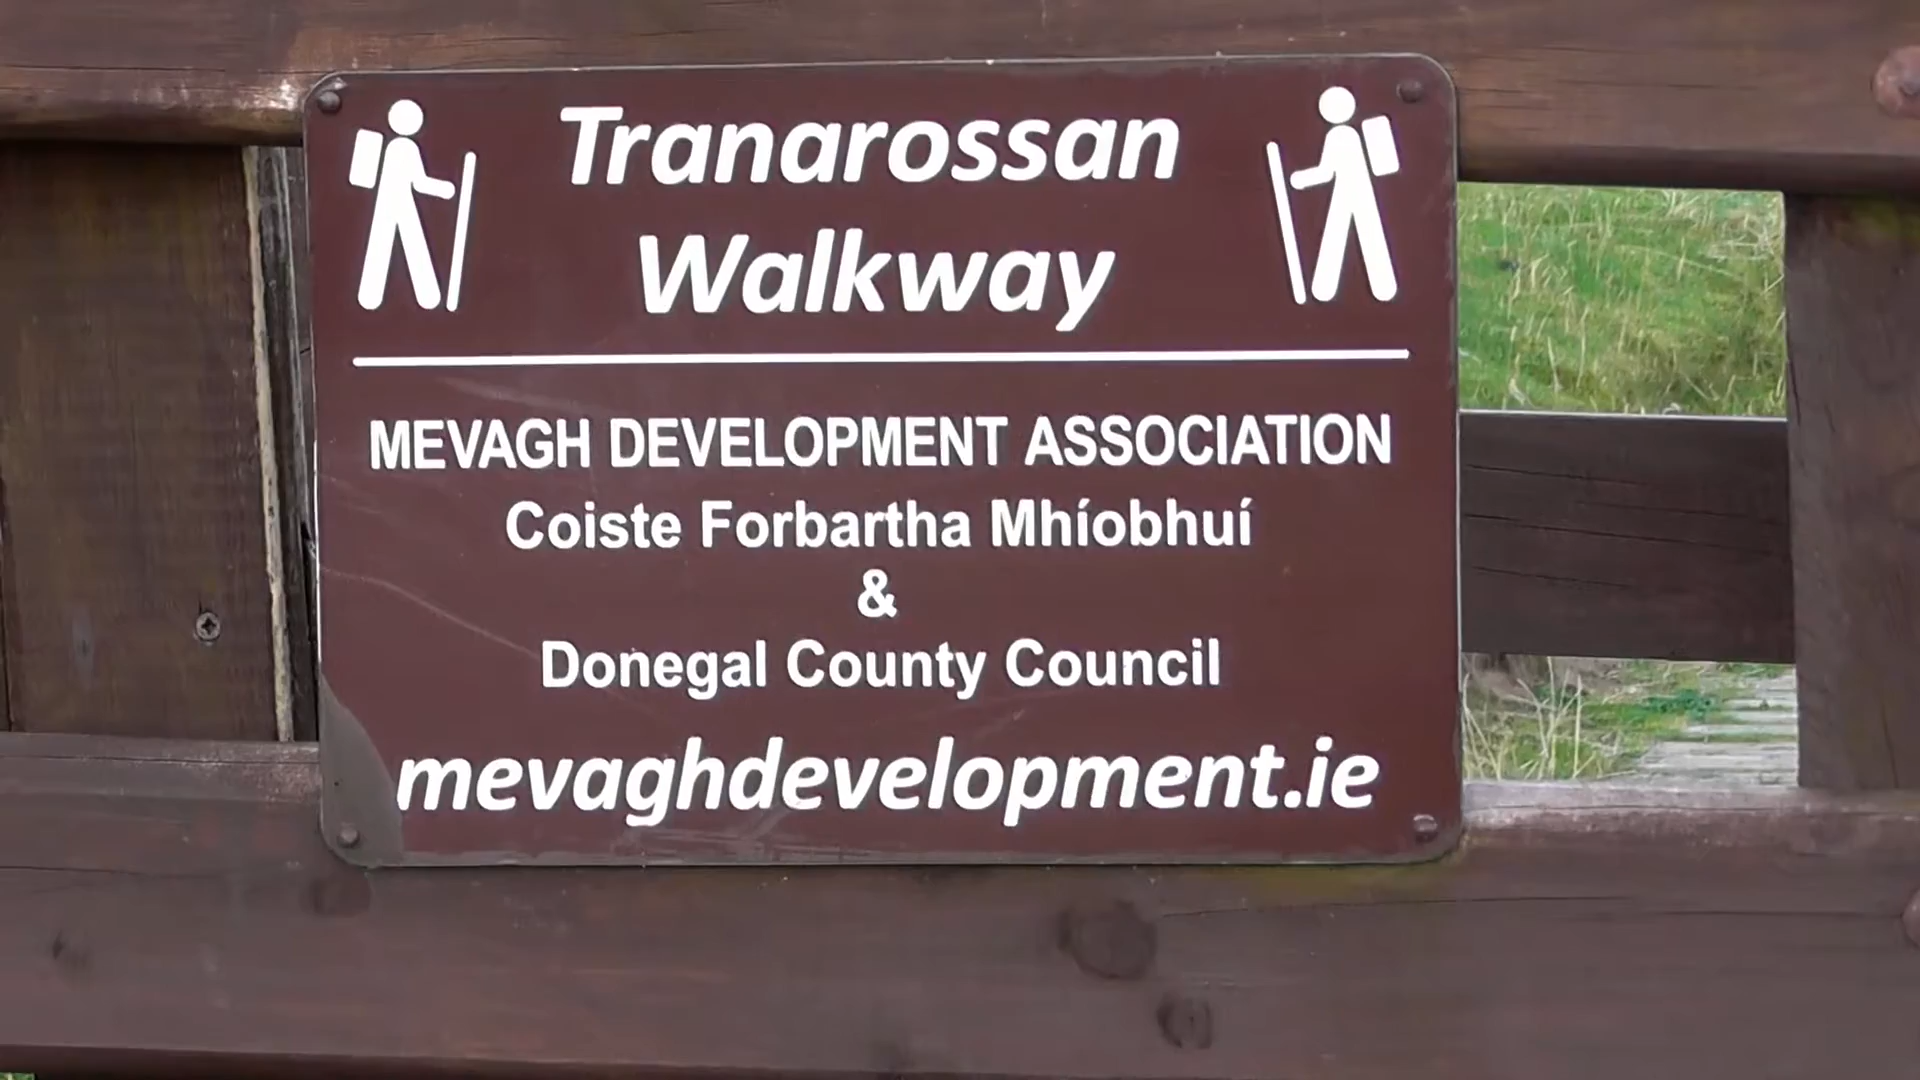 Tranarossan
Walkway
MEVAGH DEVELOPMENT ASSOCIATION
Coiste Forbartha Mhíobhuí
&
Donegal County Council
mevaghdevelopment.ie